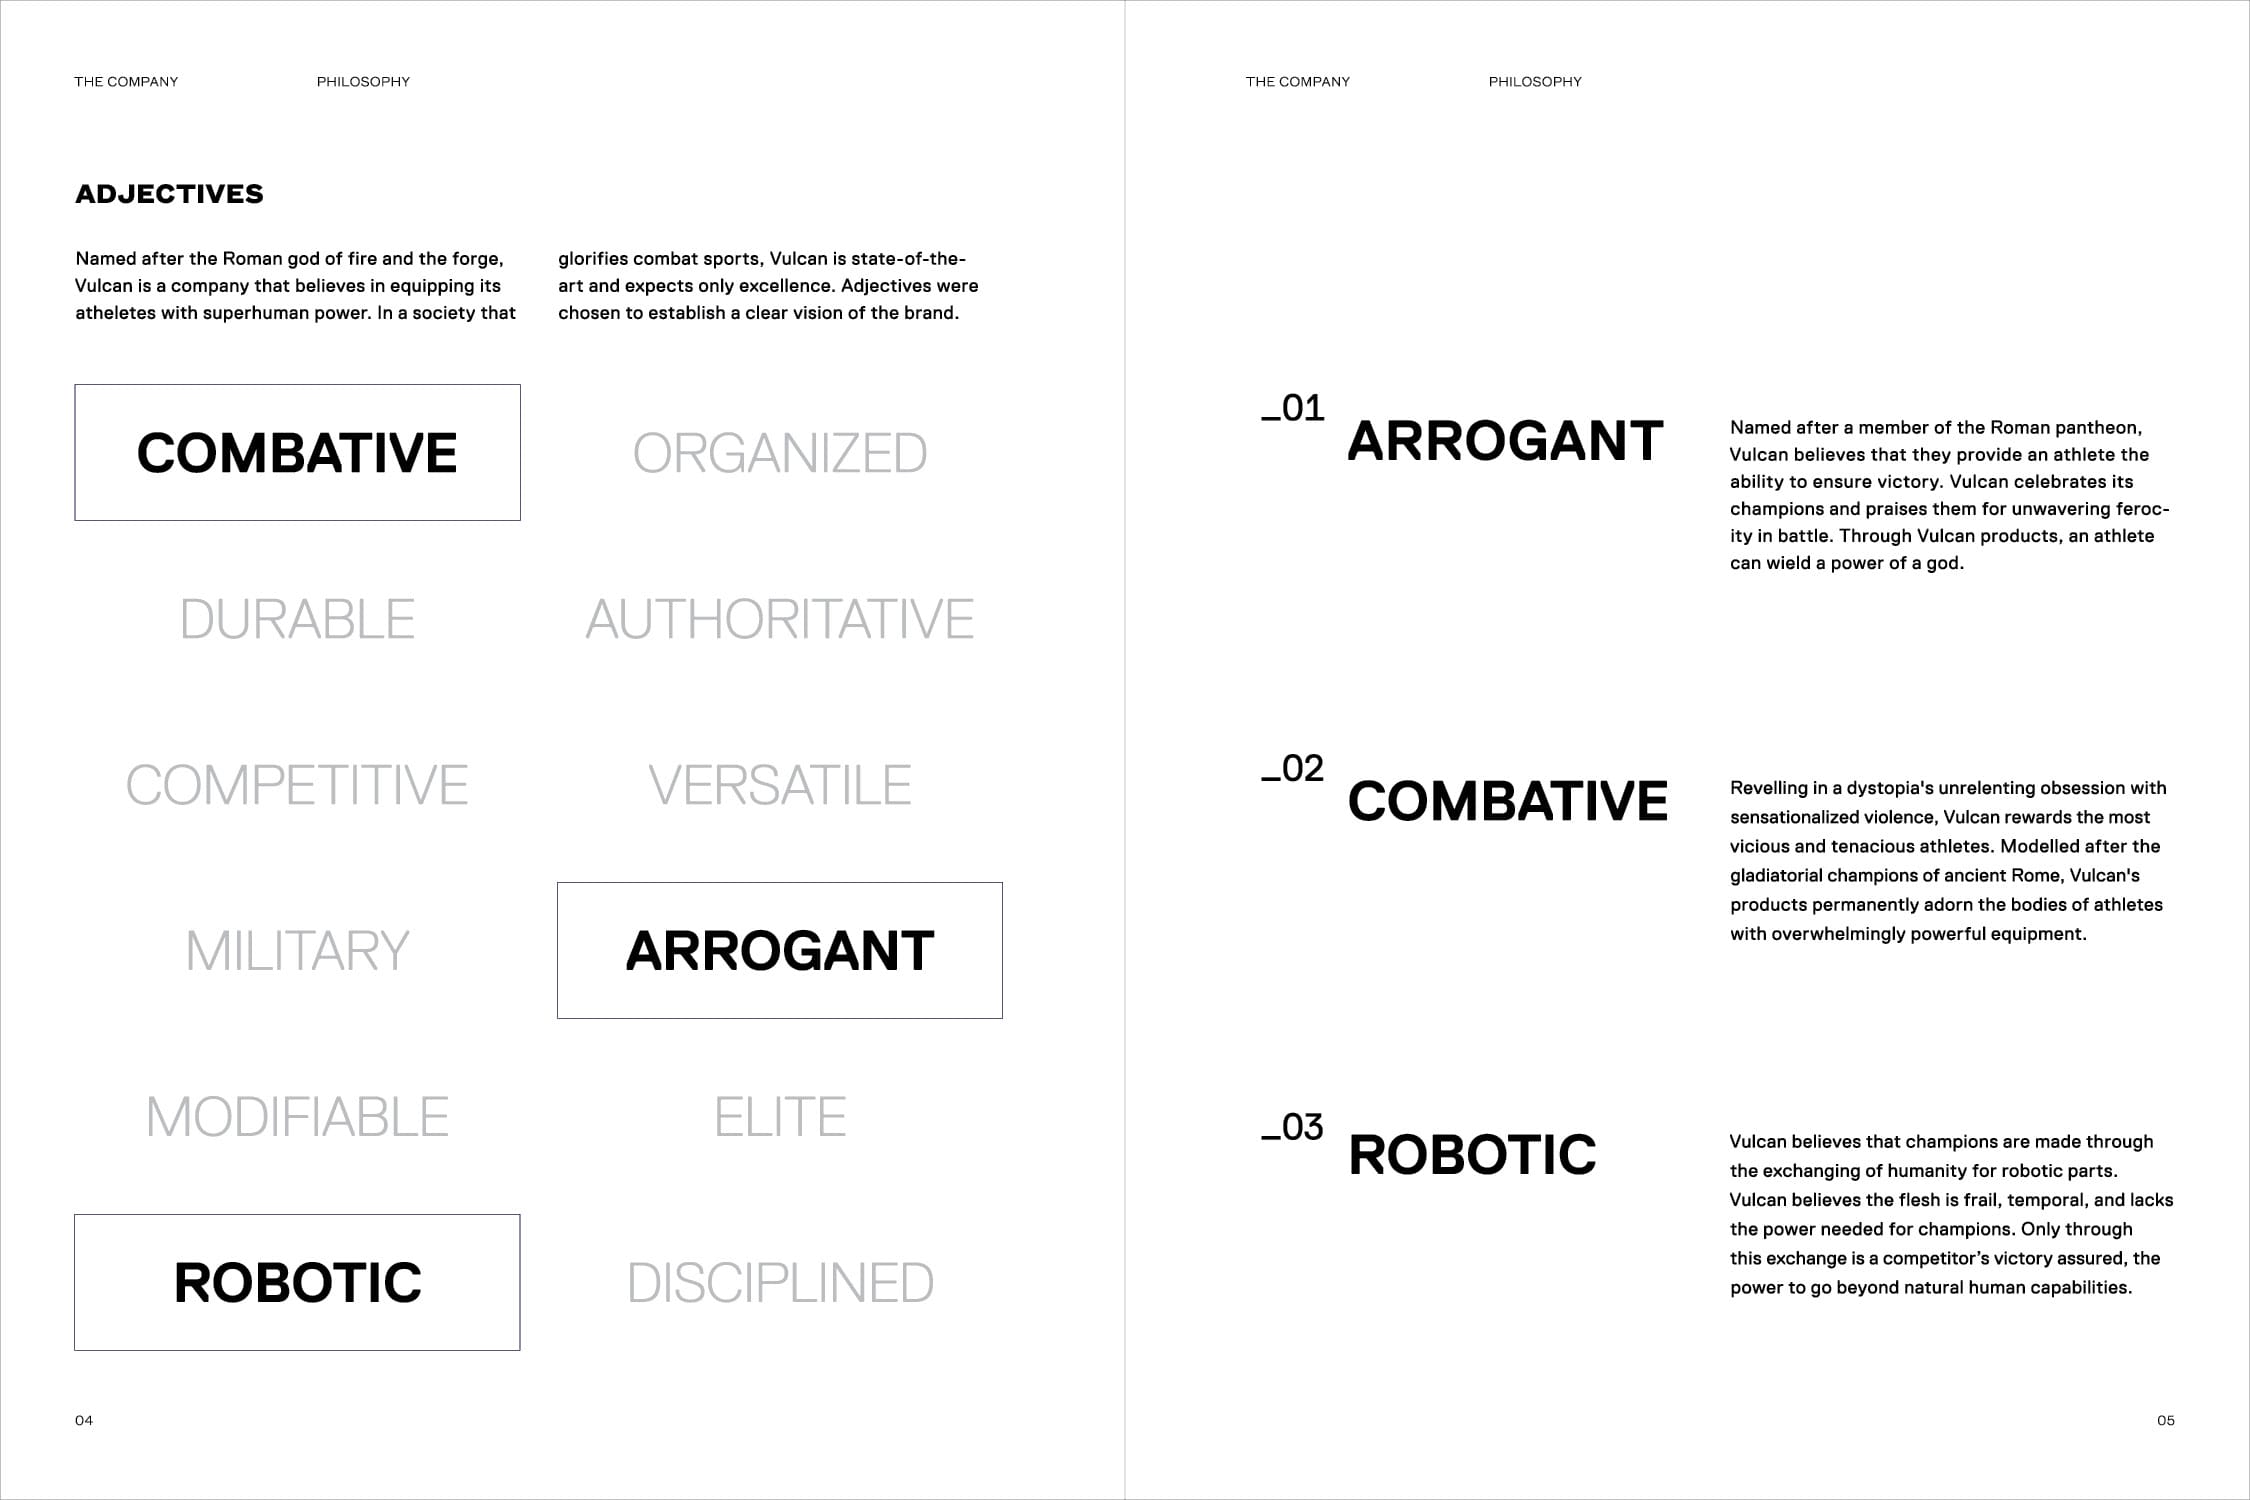 THE COMPANY
PHILOSOPHY
ADJECTIVES
Named after the Roman god of fire and the forge,
Vulcan is a company that believes in equipping its
atheletes with superhuman power. In a society that
glorifies combat sports, Vulcan is state-of-the-
art and expects only excellence. Adjectives were
chosen to establish a clear vision of the brand.
COMBATIVE
ORGANIZED
DURABLE
AUTHORITATIVE
COMPETITIVE
VERSATILE
MILITARY
ARROGANT
MODIFIABLE
ELITE
ROBOTIC
DISCIPLINED
04
THE COMPANY
PHILOSOPHY
_01
ARROGANT
Named after a member of the Roman pantheon,
Vulcan believes that they provide an athlete the
ability to ensure victory. Vulcan celebrates its
champions and praises them for unwavering feroc-
ity in battle. Through Vulcan products, an athlete
can wield a power of a god.
_02
COMBATIVE
Revelling in a dystopia's unrelenting obsession with
sensationalized violence, Vulcan rewards the most
vicious and tenacious athletes. Modelled after the
gladiatorial champions of ancient Rome, Vulcan's
products permanently adorn the bodies of athletes
with overwhelmingly powerful equipment.
_03
ROBOTIC
Vulcan believes that champions are made through
the exchanging of humanity for robotic parts.
Vulcan believes the flesh is frail, temporal, and lacks
the power needed for champions. Only through
this exchange is a competitor’s victory assured, the
power to go beyond natural human capabilities.
05